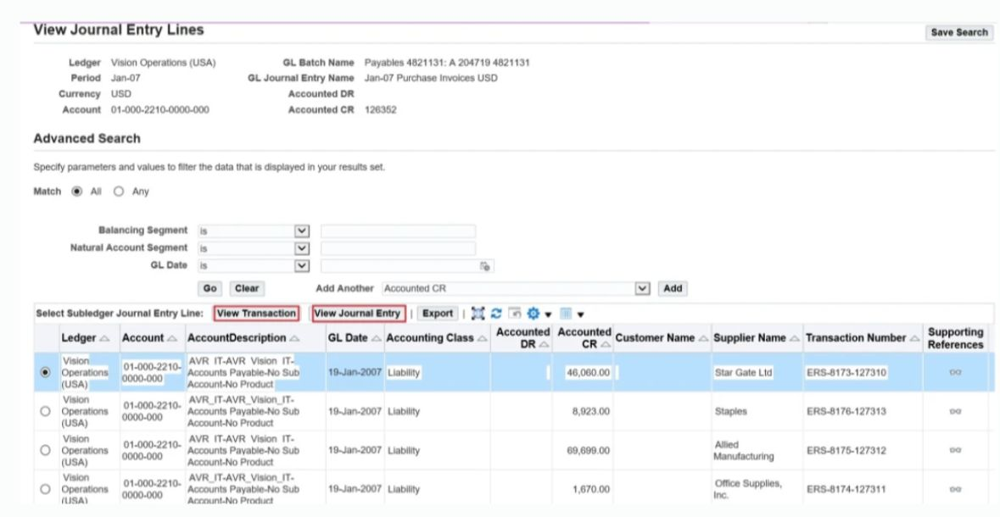 View Journal Entry Lines
Save Search
Ledger Vision Operations (USA) GL Batch Name Payables 4821131: A 204719 4821131
Period Jan-07 GL Journal Entry Name Jan-07 Purchase Invoices USD
Currency USD Accounted DR
Account 01-000-2210-0000-000 Accounted CR 126352
Advanced Search
Specify parameters and values to filter the data that is displayed in your results set.
Match All Any
Balancing Segment is
Natural Account Segment is
GL Date is
Go Clear Add Another Accounted CR Add
Select Subledger Journal Entry Line: View Transaction | View Journal Entry | Export |
Ledger Account AccountDescription GL Date Accounting Class Accounted DR Accounted CR Customer Name Supplier Name Transaction Number Supporting References
Vision Operations (USA) 01-000-2210-0000-000 AVR IT-AVR Vision IT-Accounts Payable-No Sub Account-No Product 19-Jan-2007 Liability 46,060.00 Star Gate Ltd ERS-8173-127310
Vision Operations (USA) 01-000-2210-0000-000 AVR_IT-AVR_Vision_IT-Accounts Payable-No Sub Account-No Product 19-Jan-2007 Liability 8,923.00 Staples ERS-8176-127313
Vision Operations (USA) 01-000-2210-0000-000 AVR IT-AVR Vision IT-Accounts Payable-No Sub Account-No Product 19-Jan-2007 Liability 69,699.00 Allied Manufacturing ERS-8175-127312
Vision Operations (USA) 01-000-2210-0000-000 AVR_IT-AVR_Vision_IT-Accounts Payable-No Sub Account-No Product 19-Jan-2007 Liability 1,670.00 Office Supplies, Inc. ERS-8174-127311